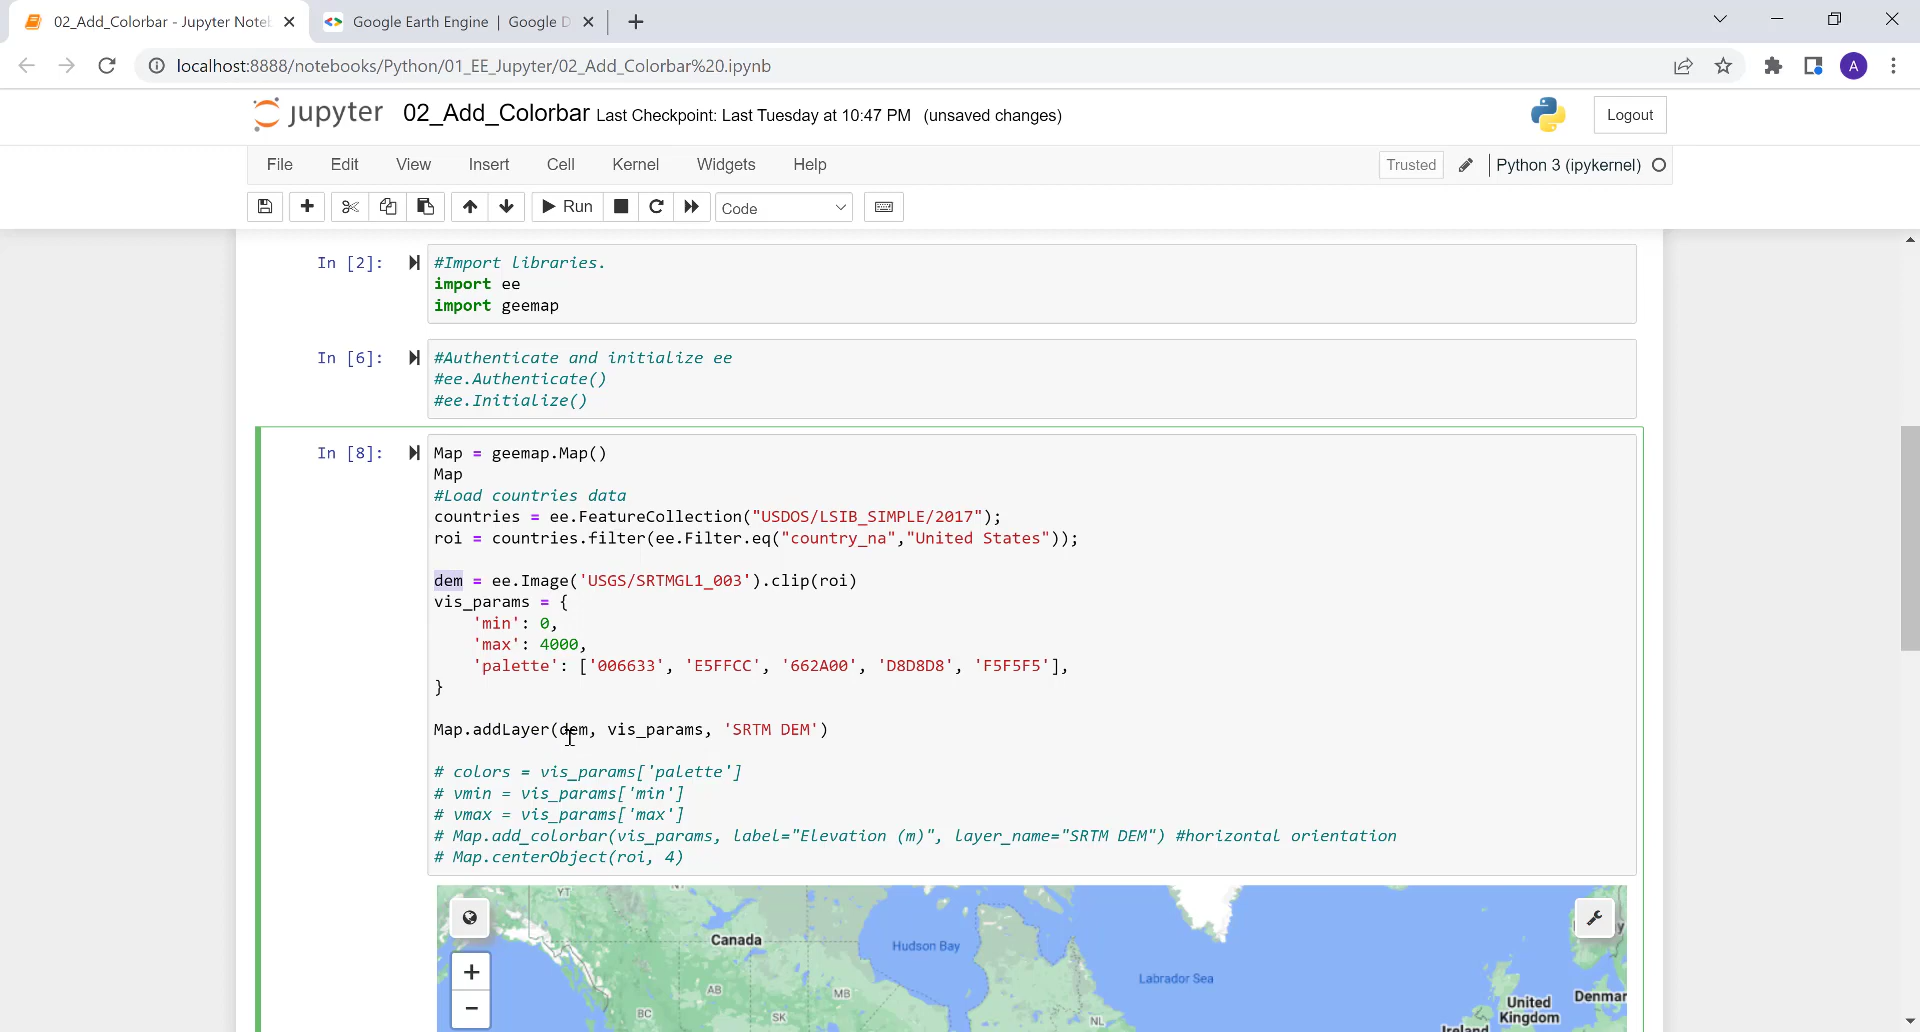 02_Add_Colorbar - Jupyter Note
Google Earth Engine | Google D
localhost:8888/notebooks/Python/01_EE_Jupyter/02_Add_Colorbar%20.ipynb
A
jupyter 02_Add_Colorbar Last Checkpoint: Last Tuesday at 10:47 PM (unsaved changes)
Logout
File Edit View Insert Cell Kernel Widgets Help
Trusted Python 3 (ipykernel)
Run Code
In [2]: #Import libraries.
import ee
import geemap
In [6]: #Authenticate and initialize ee
#ee.Authenticate()
#ee.Initialize()
In [8]: Map = geemap.Map()
Map
#Load countries data
countries = ee.FeatureCollection("USDOS/LSIB_SIMPLE/2017");
roi = countries.filter(ee.Filter.eq("country_na","United States"));
dem = ee.Image('USGS/SRTMGL1_003').clip(roi)
vis_params = {
'min': 0,
'max': 4000,
'palette': ['006633', 'E5FFCC', '662A00', 'D8D8D8', 'F5F5F5'],
}
Map.addLayer(dem, vis_params, 'SRTM DEM')
# colors = vis_params['palette']
# vmin = vis_params['min']
# vmax = vis_params['max']
# Map.add_colorbar(vis_params, label="Elevation (m)", layer_name="SRTM DEM") #horizontal orientation
# Map.centerObject(roi, 4)
YT
Canada
Hudson Bay
+
Labrador Sea
AB
MB
−
United
Kingdom
Denmar
BC
SK
NL
Ireland